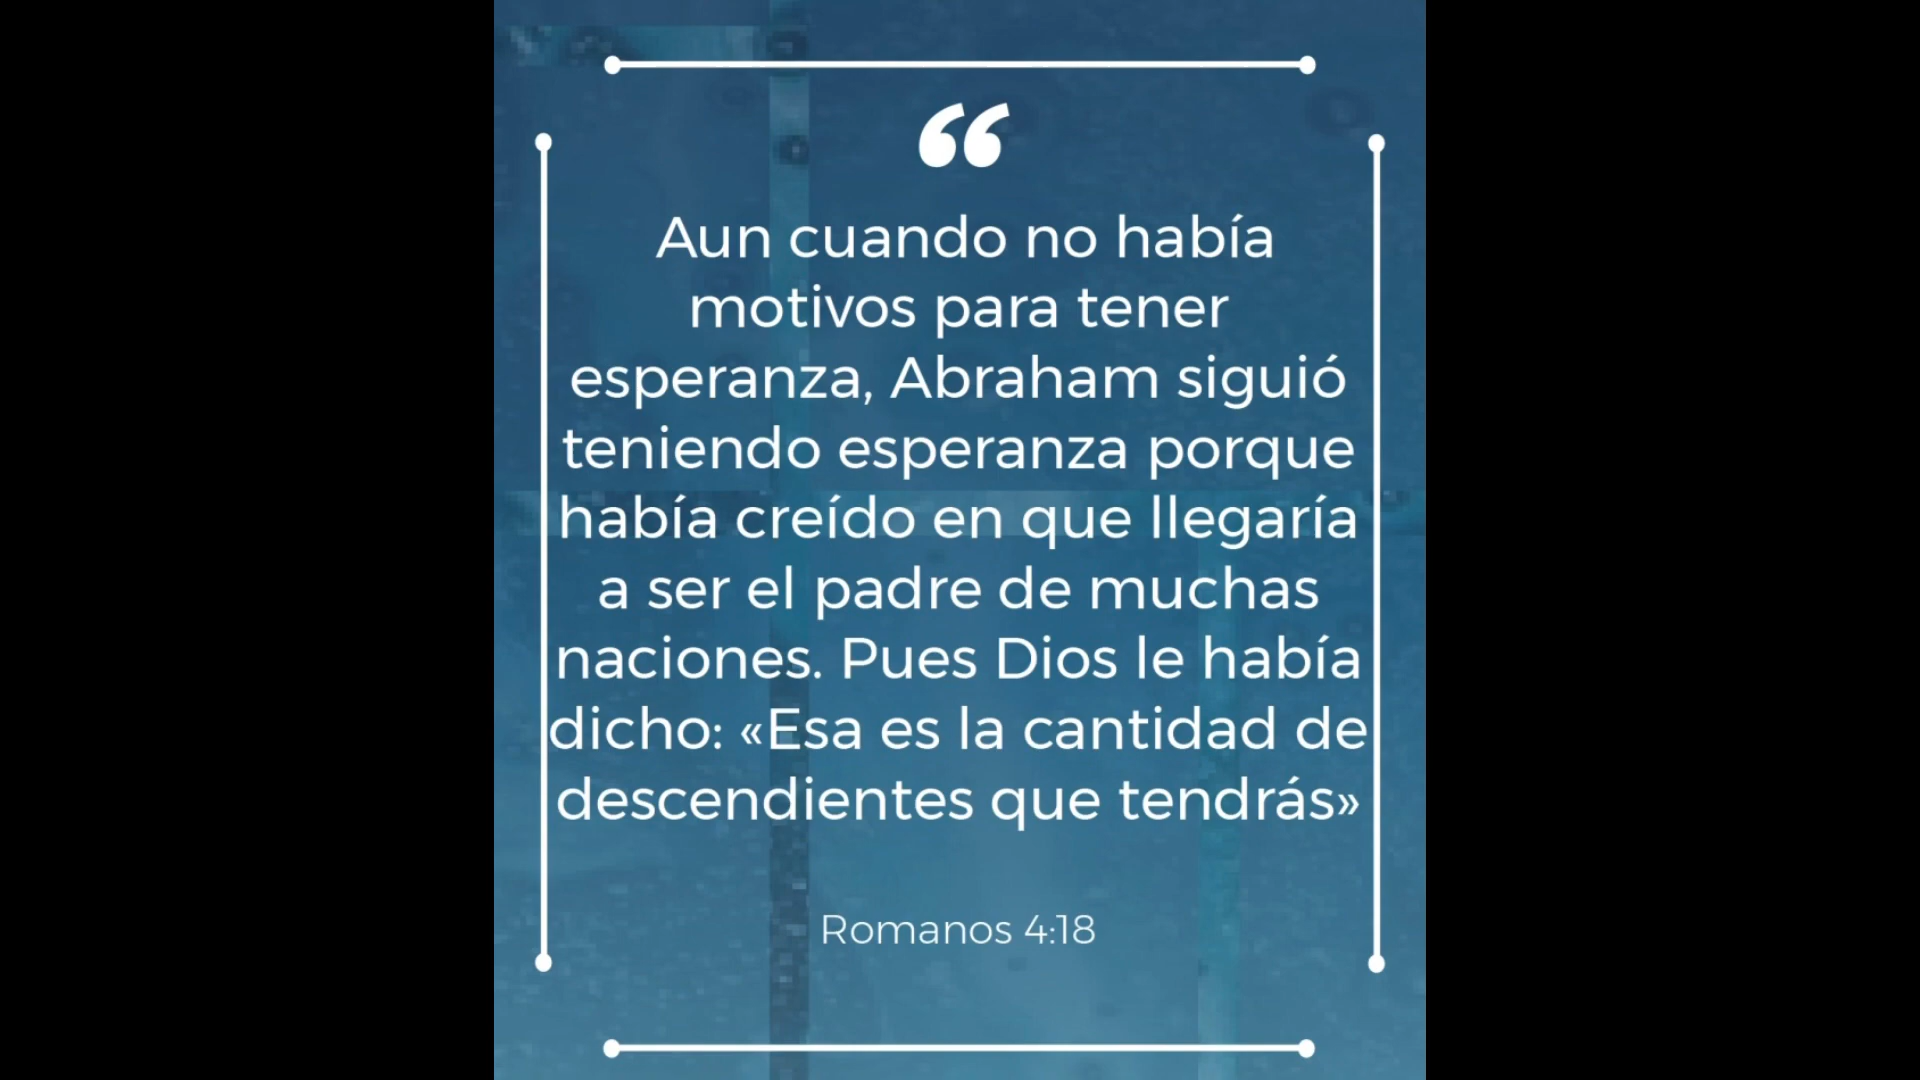 “
Aun cuando no había
motivos para tener
esperanza, Abraham siguió
teniendo esperanza porque
había creído en que llegaría
a ser el padre de muchas
naciones. Pues Dios le había
dicho: «Esa es la cantidad de
descendientes que tendrás»
Romanos 4:18